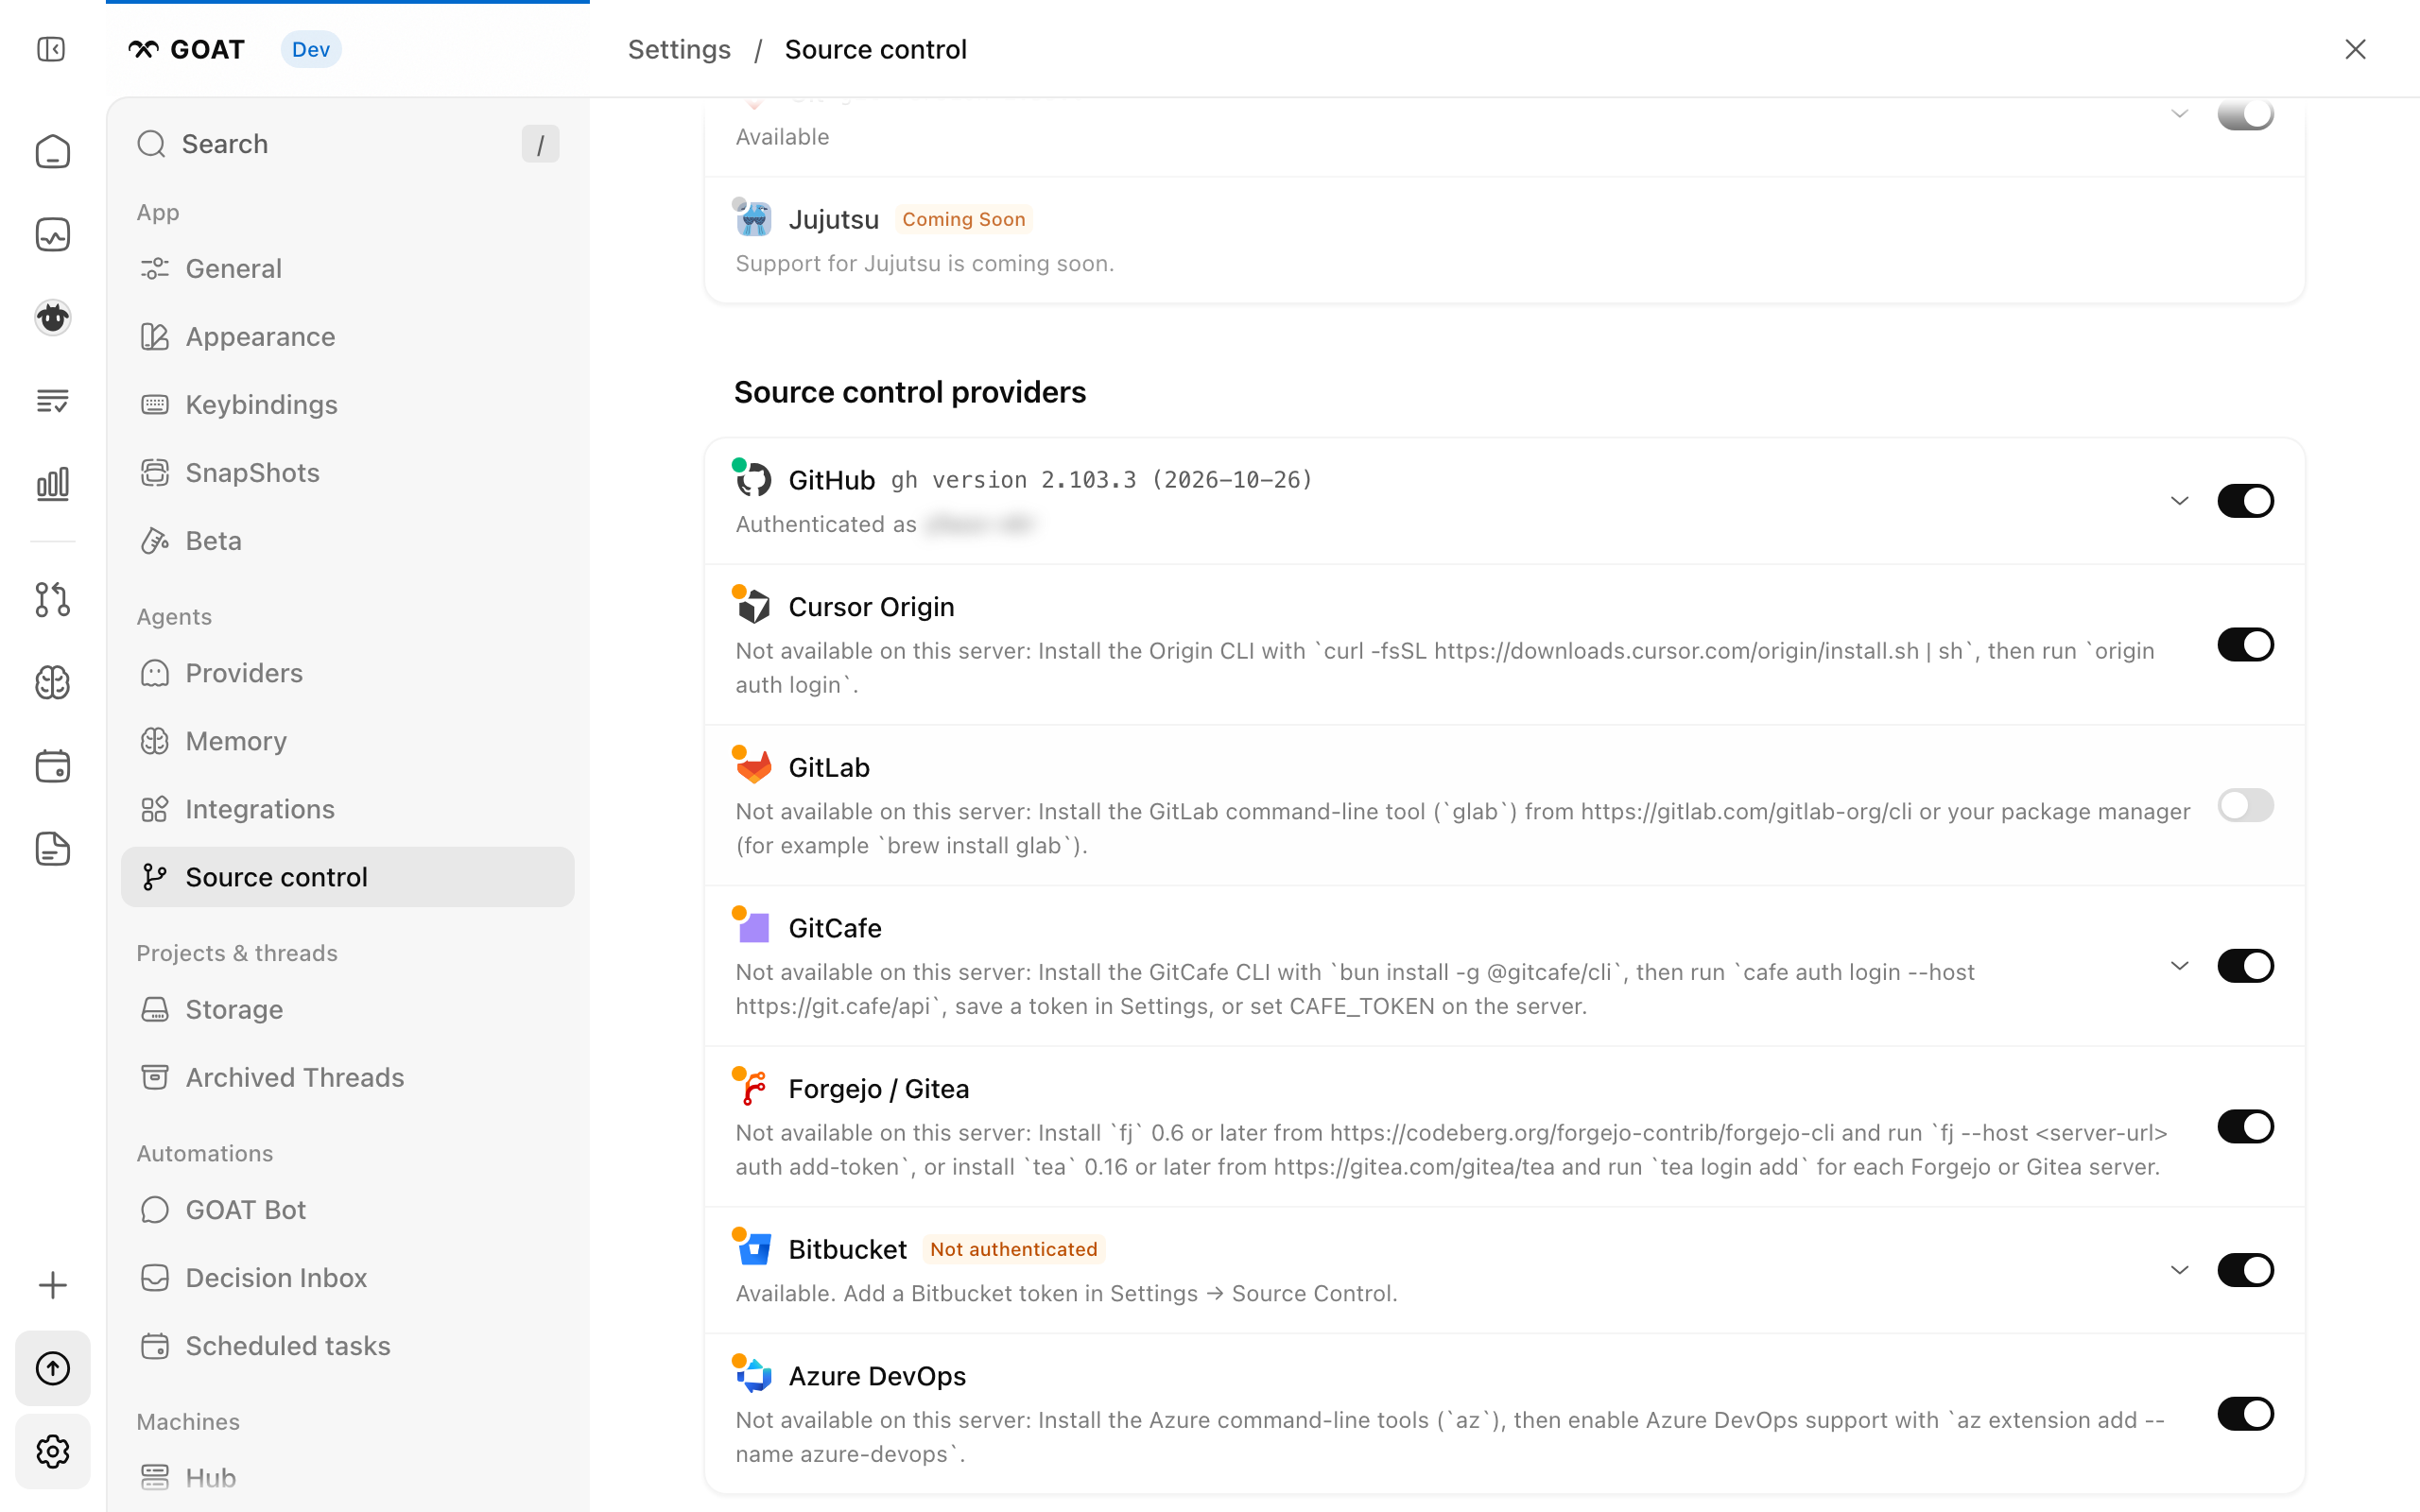 GOAT Dev
Settings / Source control
Search /
App
General
Appearance
Keybindings
SnapShots
Beta
Agents
Providers
Memory
Integrations
Source control
Projects & threads
Storage
Archived Threads
Automations
GOAT Bot
Decision Inbox
Scheduled tasks
Machines
Hub
Available
Jujutsu Coming Soon
Support for Jujutsu is coming soon.
Source control providers
GitHub gh version 2.103.3 (2026-10-26)
Authenticated as
Cursor Origin
Not available on this server: Install the Origin CLI with `curl -fsSL https://downloads.cursor.com/origin/install.sh | sh`, then run `origin
auth login`.
GitLab
Not available on this server: Install the GitLab command-line tool (`glab`) from https://gitlab.com/gitlab-org/cli or your package manager
(for example `brew install glab`).
GitCafe
Not available on this server: Install the GitCafe CLI with `bun install -g @gitcafe/cli`, then run `cafe auth login --host
https://git.cafe/api`, save a token in Settings, or set CAFE_TOKEN on the server.
Forgejo / Gitea
Not available on this server: Install `fj` 0.6 or later from https://codeberg.org/forgejo-contrib/forgejo-cli and run `fj --host <server-url>
auth add-token`, or install `tea` 0.16 or later from https://gitea.com/gitea/tea and run `tea login add` for each Forgejo or Gitea server.
Bitbucket Not authenticated
Available. Add a Bitbucket token in Settings → Source Control.
Azure DevOps
Not available on this server: Install the Azure command-line tools (`az`), then enable Azure DevOps support with `az extension add --
name azure-devops`.